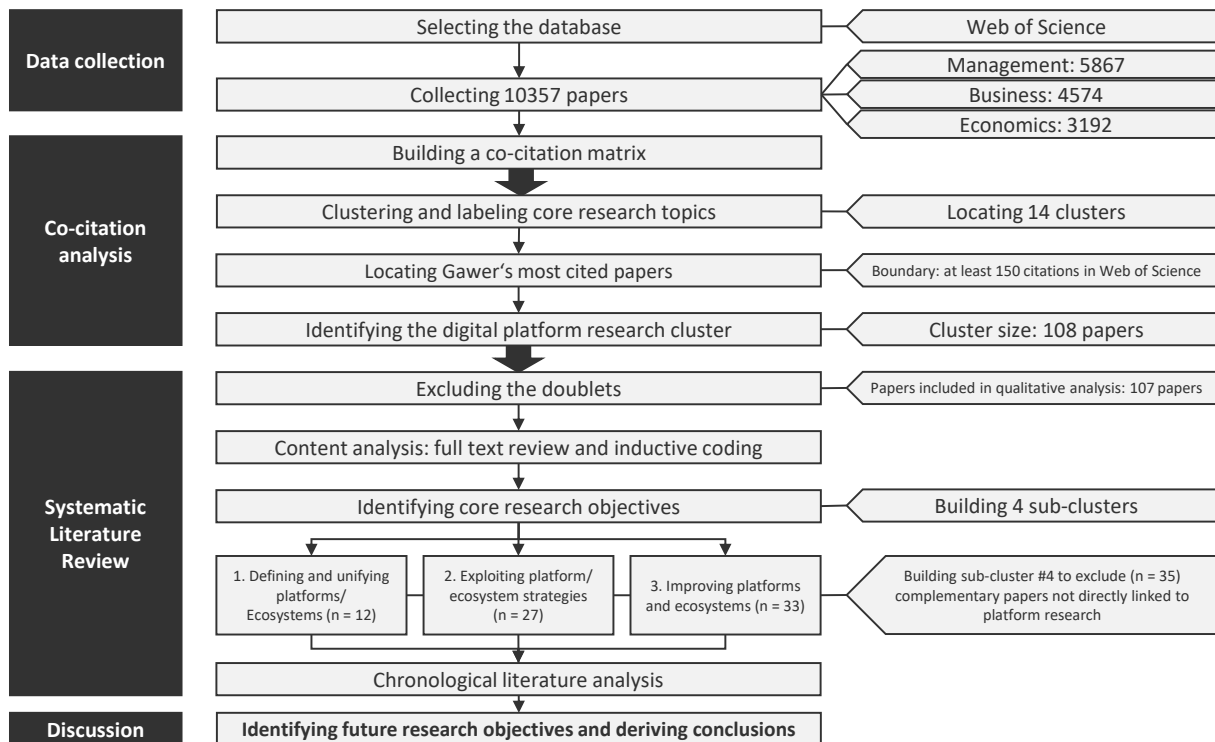 Data collection
Selecting the database
Web of Science
Collecting 10357 papers
Management: 5867
Business: 4574
Economics: 3192
Co-citation
analysis
Building a co-citation matrix
Clustering and labeling core research topics
Locating 14 clusters
Locating Gawer‘s most cited papers
Boundary: at least 150 citations in Web of Science
Identifying the digital platform research cluster
Cluster size: 108 papers
Systematic
Literature
Review
Excluding the doublets
Papers included in qualitative analysis: 107 papers
Content analysis: full text review and inductive coding
Identifying core research objectives
Building 4 sub-clusters
1. Defining and unifying
platforms/
Ecosystems (n = 12)
2. Exploiting platform/
ecosystem strategies
(n = 27)
3. Improving platforms
and ecosystems (n = 33)
Building sub-cluster #4 to exclude (n = 35)
complementary papers not directly linked to
platform research
Chronological literature analysis
Discussion
Identifying future research objectives and deriving conclusions